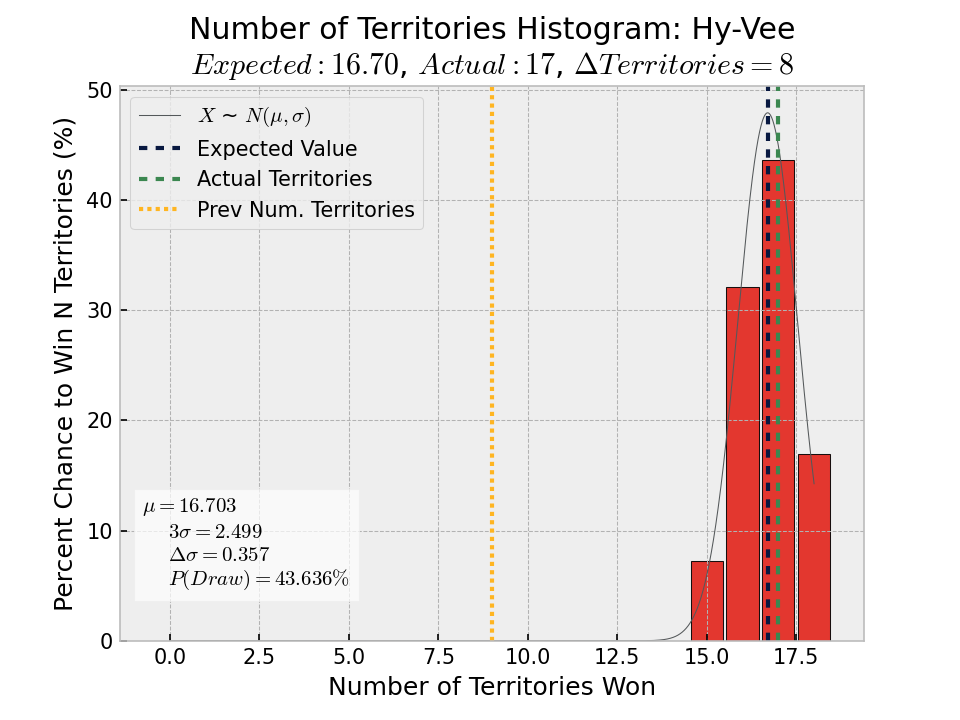 Number of Territories Histogram: Hy-Vee
Expected : 16.70, Actual : 17, ΔTerritories = 8
Percent Chance to Win N Territories (%)
50
40
30
20
10
0
X ~ N(μ, σ)
Expected Value
Actual Territories
Prev Num. Territories
μ = 16.703
3σ = 2.499
Δσ = 0.357
P(Draw) = 43.636%
0.0 2.5 5.0 7.5 10.0 12.5 15.0 17.5
Number of Territories Won